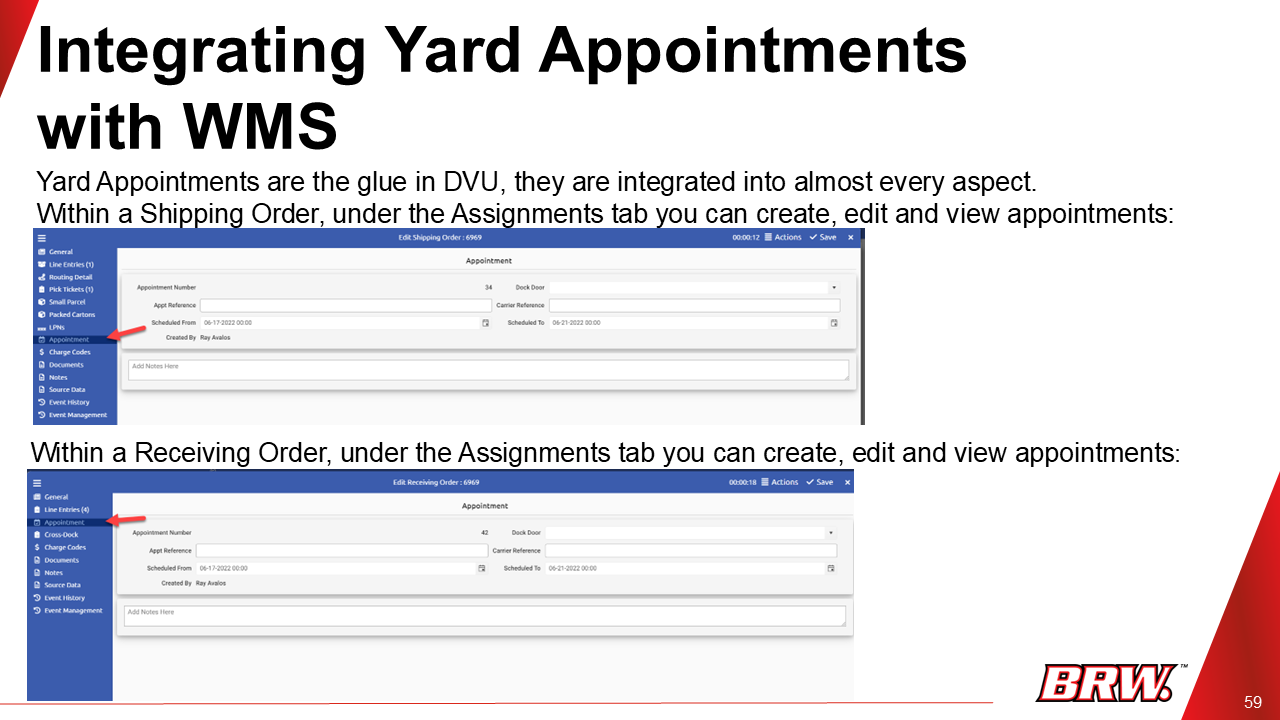 Integrating Yard Appointments
with WMS
Yard Appointments are the glue in DVU, they are integrated into almost every aspect.
Within a Shipping Order, under the Assignments tab you can create, edit and view appointments:
Edit Shipping Order : 6969
00:00:12 Actions Save ×
General
Line Entries (1)
Routing Detail
Pick Tickets (1)
Small Parcel
Packed Cartons
LPNs
Appointment
Charge Codes
Documents
Notes
Source Data
Event History
Event Management
Appointment
Appointment Number 34 Dock Door
Appt Reference Carrier Reference
Scheduled From 06-17-2022 00:00 Scheduled To 06-21-2022 00:00
Created By Ray Avalos
Add Notes Here
Within a Receiving Order, under the Assignments tab you can create, edit and view appointments:
Edit Receiving Order : 6969
00:00:18 Actions Save ×
General
Line Entries (4)
Appointment
Cross-Dock
Charge Codes
Documents
Notes
Source Data
Event History
Event Management
Appointment
Appointment Number 42 Dock Door
Appt Reference Carrier Reference
Scheduled From 06-17-2022 00:00 Scheduled To 06-21-2022 00:00
Created By Ray Avalos
Add Notes Here
BRW. ™
59